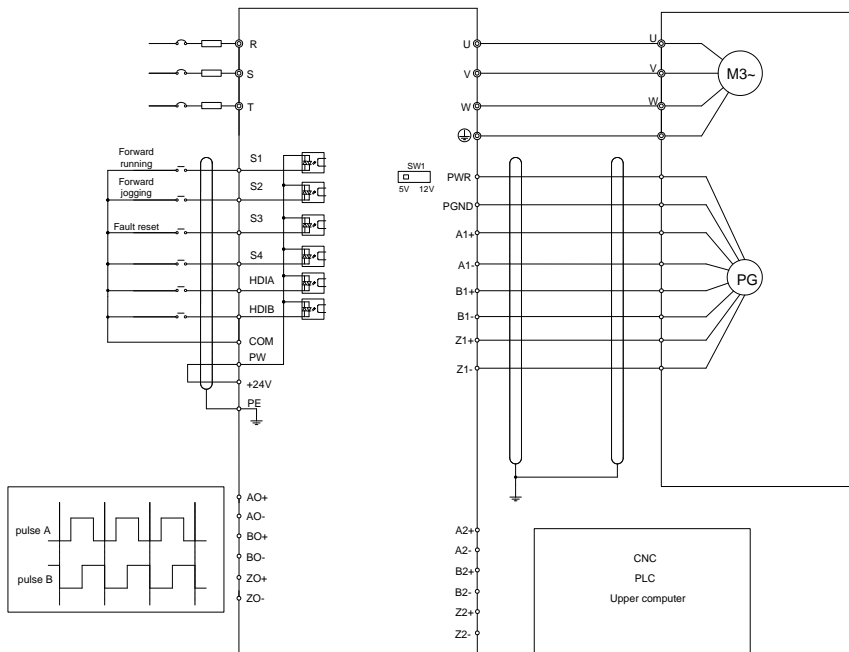 R
S
T
U
V
W
U
V
W
M3~
Forward
running
Forward
jogging
Fault reset
S1
S2
S3
S4
HDIA
HDIB
COM
PW
+24V
PE
SW1
5V 12V
PWR
PGND
A1+
A1-
B1+
B1-
Z1+
Z1-
PG
pulse A
pulse B
AO+
AO-
BO+
BO-
ZO+
ZO-
A2+
A2-
B2+
B2-
Z2+
Z2-
CNC
PLC
Upper computer